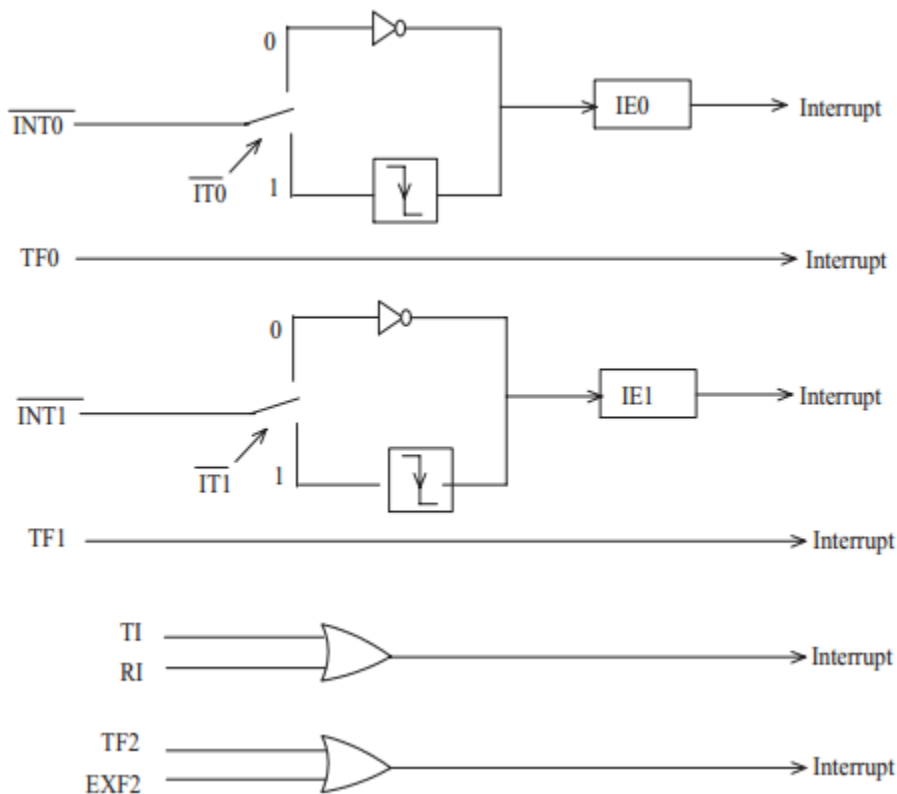 0
INT0
IE0
Interrupt
IT0
1
TF0
Interrupt
0
INT1
IE1
Interrupt
IT1
1
TF1
Interrupt
TI
RI
Interrupt
TF2
EXF2
Interrupt